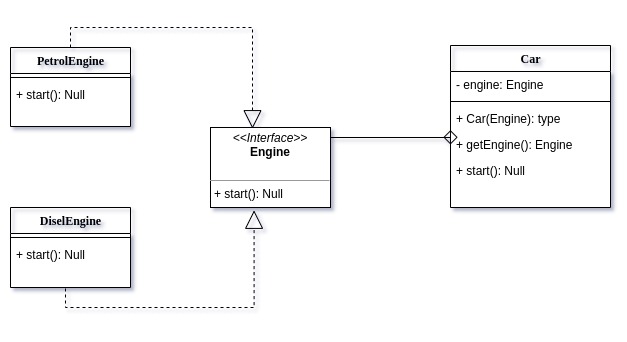 PetrolEngine
+ start(): Null
DiselEngine
+ start(): Null
<<Interface>>
Engine
+ start(): Null
Car
- engine: Engine
+ Car(Engine): type
+ getEngine(): Engine
+ start(): Null